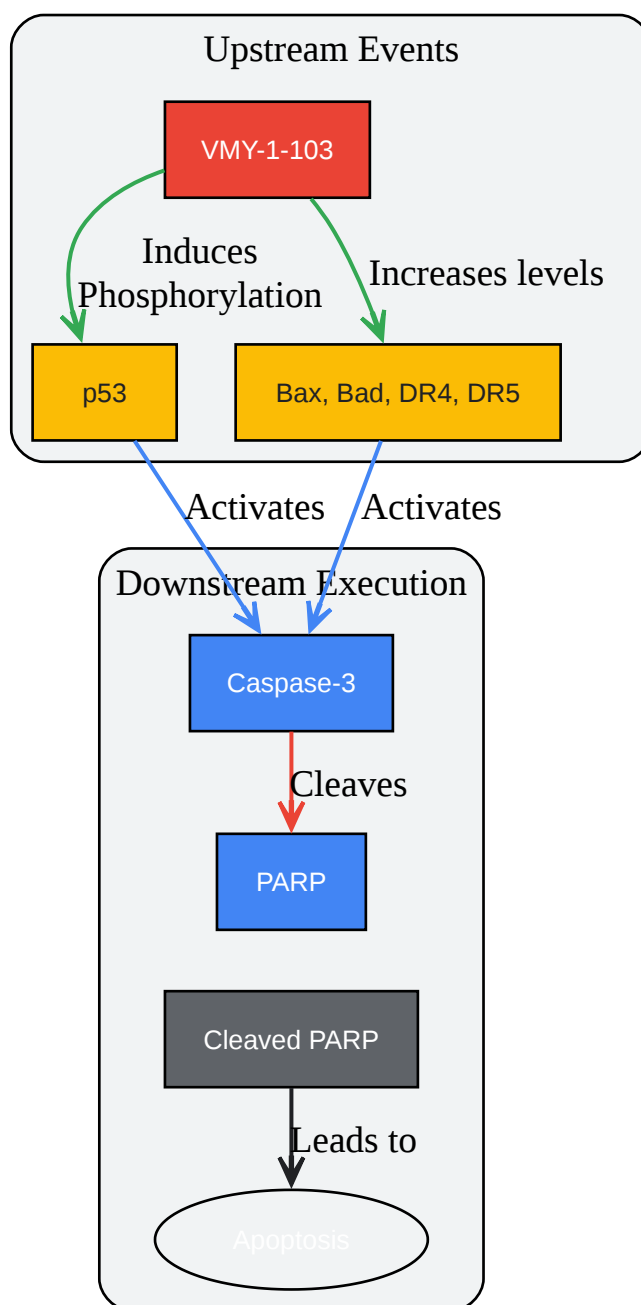 Upstream Events
VMY-1-103
Induces
Phosphorylation
Increases levels
p53
Bax, Bad, DR4, DR5
Activates
Activates
Downstream Execution
Caspase-3
Cleaves
PARP
Cleaved PARP
Leads to
Apoptosis